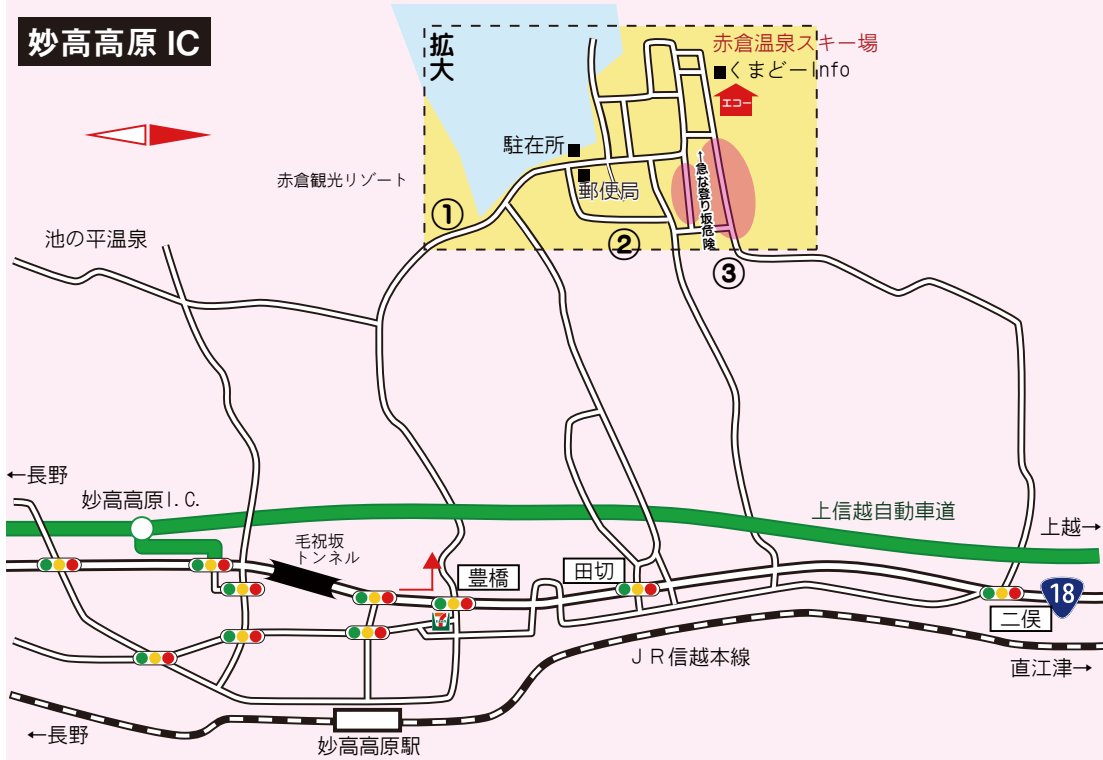 妙高高原 IC
拡大
赤倉温泉スキー場
■くまどーInfo
エコー
駐在所
郵便局
赤倉観光リゾート
①
②
③
←急な登り坂危険
池の平温泉
←長野
妙高高原I.C.
上信越自動車道
上越→
毛祝坂
トンネル
豊橋
田切
18
二俣
7
JR信越本線
直江津→
←長野
妙高高原駅